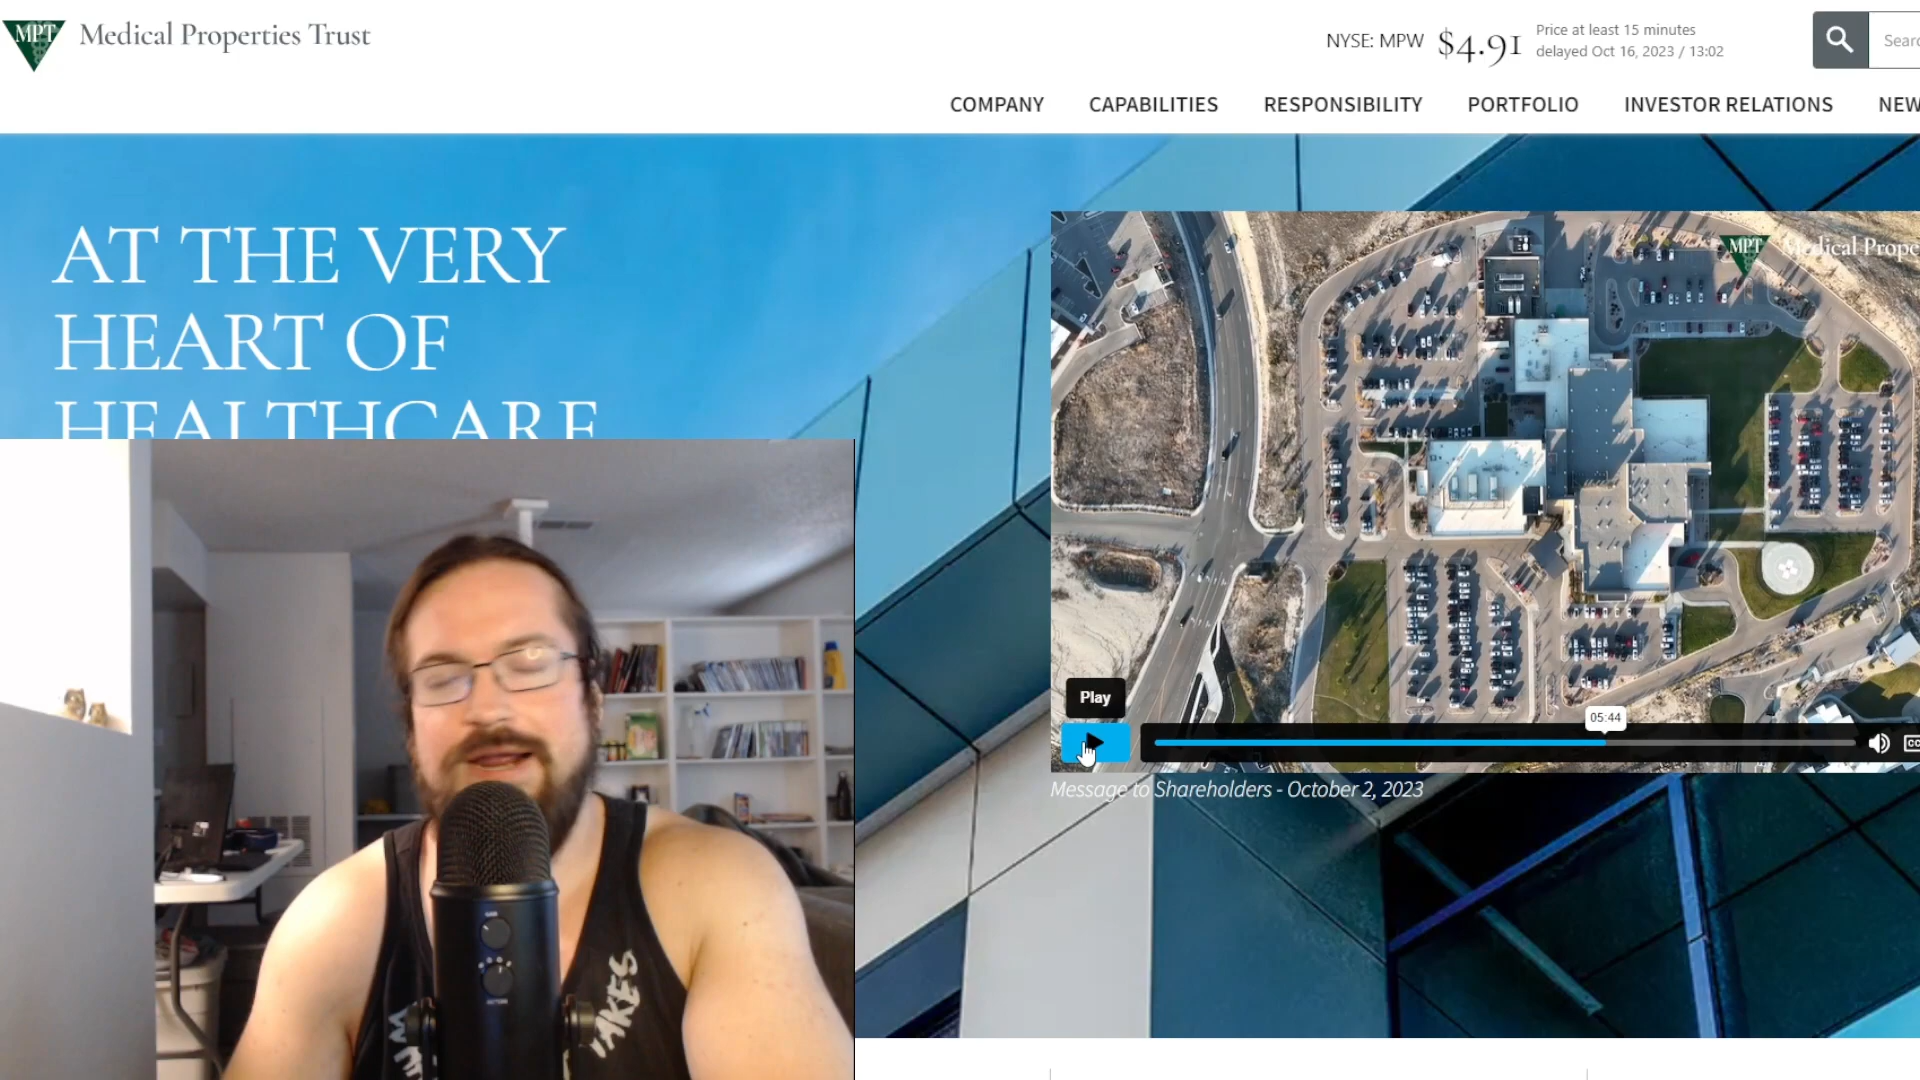 MPT
Medical Properties Trust
NYSE: MPW
$4.91
Price at least 15 minutes
delayed Oct 16, 2023 / 13:02
COMPANY
CAPABILITIES
RESPONSIBILITY
PORTFOLIO
INVESTOR RELATIONS
AT THE VERY
HEART OF
HEALTHCARE
MPT
Medical
Play
05:44
Message to Shareholders - October 2, 2023